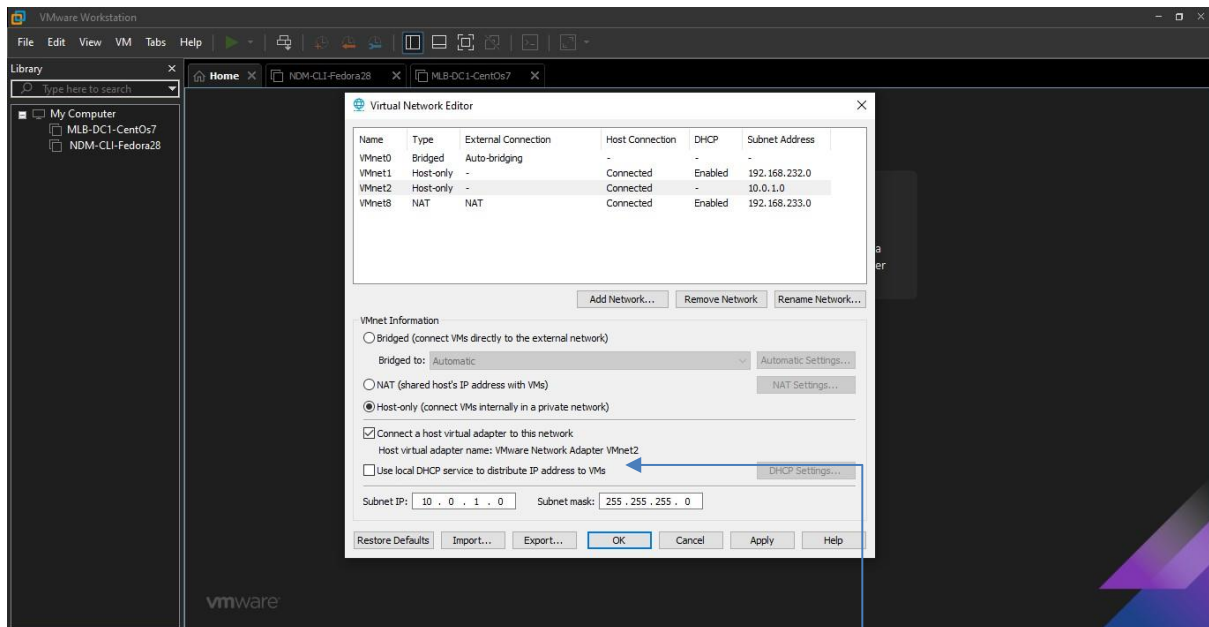 VMware Workstation
File Edit View VM Tabs Help
Library
Type here to search
My Computer
MLB-DC1-CentOs7
NDM-CLI-Fedora28
Home NDM-CLI-Fedora28 MLB-DC1-CentOs7
Virtual Network Editor
Name Type External Connection Host Connection DHCP Subnet Address
VMnet0 Bridged Auto-bridging - - -
VMnet1 Host-only - Connected Enabled 192.168.232.0
VMnet2 Host-only - Connected - 10.0.1.0
VMnet8 NAT NAT Connected Enabled 192.168.233.0
a
er
Add Network... Remove Network Rename Network...
VMnet Information
Bridged (connect VMs directly to the external network)
Bridged to: Automatic Automatic Settings...
NAT (shared host's IP address with VMs) NAT Settings...
Host-only (connect VMs internally in a private network)
Connect a host virtual adapter to this network
Host virtual adapter name: VMware Network Adapter VMnet2
Use local DHCP service to distribute IP address to VMs DHCP Settings...
Subnet IP: 10 . 0 . 1 . 0 Subnet mask: 255 . 255 . 255 . 0
Restore Defaults Import... Export... OK Cancel Apply Help
vmware